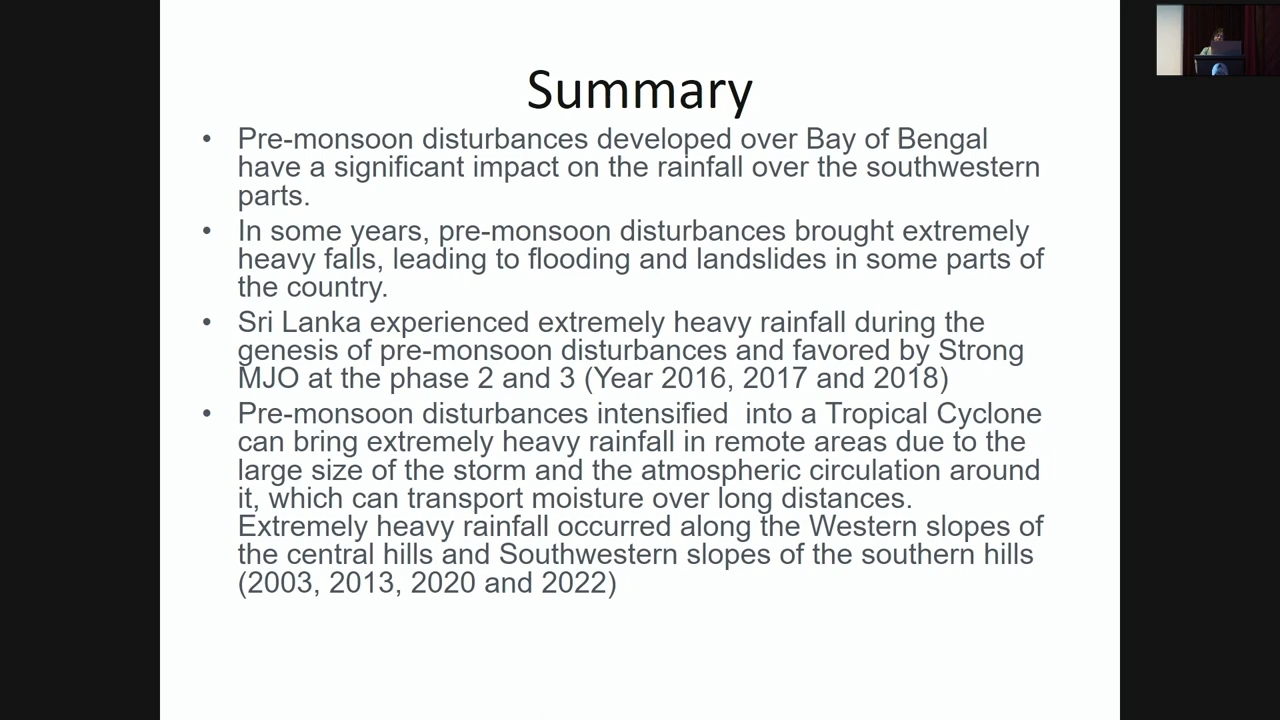 Summary
• Pre-monsoon disturbances developed over Bay of Bengal
have a significant impact on the rainfall over the southwestern
parts.
• In some years, pre-monsoon disturbances brought extremely
heavy falls, leading to flooding and landslides in some parts of
the country.
• Sri Lanka experienced extremely heavy rainfall during the
genesis of pre-monsoon disturbances and favored by Strong
MJO at the phase 2 and 3 (Year 2016, 2017 and 2018)
• Pre-monsoon disturbances intensified  into a Tropical Cyclone
can bring extremely heavy rainfall in remote areas due to the
large size of the storm and the atmospheric circulation around
it, which can transport moisture over long distances.
Extremely heavy rainfall occurred along the Western slopes of
the central hills and Southwestern slopes of the southern hills
(2003, 2013, 2020 and 2022)